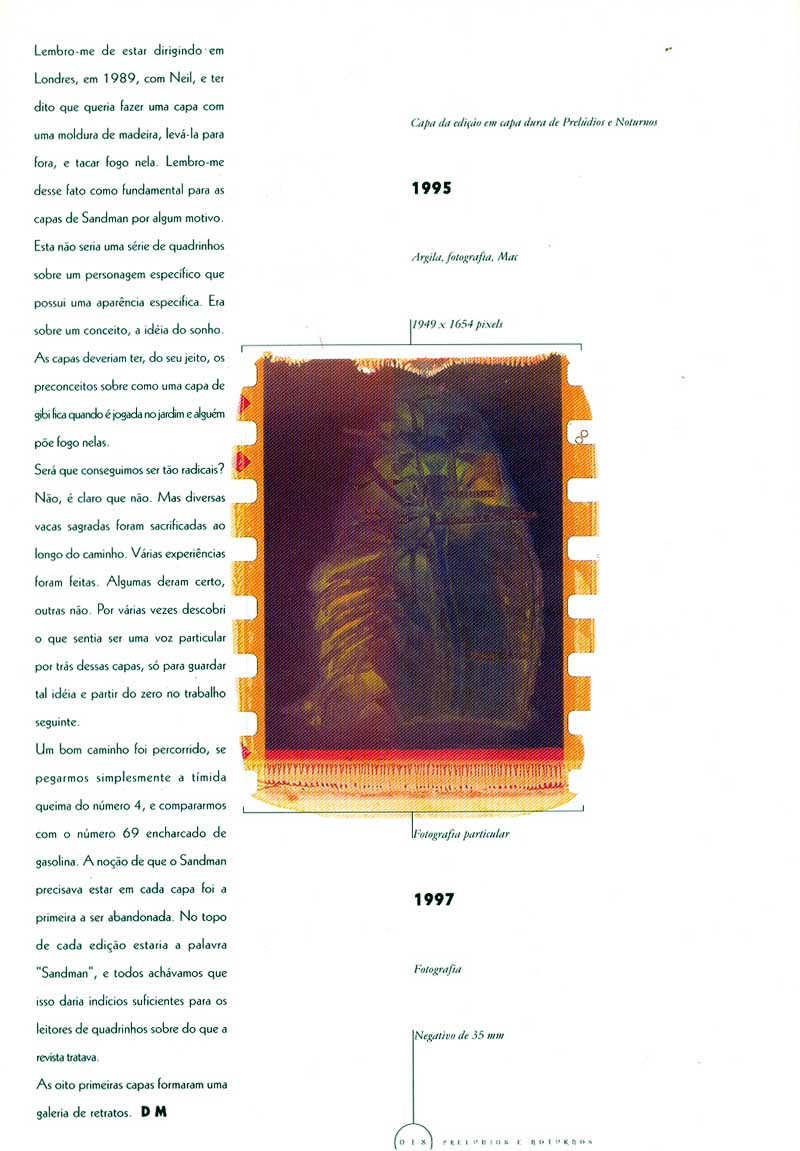 Lembro-me de estar dirigindo em
Londres, em 1989, com Neil, e ter
dito que queria fazer uma capa com
uma moldura de madeira, levá-la para
fora, e tacar fogo nela. Lembro-me
desse fato como fundamental para as
capas de Sandman por algum motivo.
Esta não seria uma série de quadrinhos
sobre um personagem específico que
possui uma aparência específica. Era
sobre um conceito, a idéia do sonho.
As capas deveriam ter, do seu jeito, os
preconceitos sobre como uma capa de
gibi fica quando é jogada no jardim e alguém
põe fogo nelas.
Será que conseguimos ser tão radicais?
Não, é claro que não. Mas diversas
vacas sagradas foram sacrificadas ao
longo do caminho. Várias experiências
foram feitas. Algumas deram certo,
outras não. Por várias vezes descobri
o que sentia ser uma voz particular
por trás dessas capas, só para guardar
tal idéia e partir do zero no trabalho
seguinte.
Um bom caminho foi percorrido, se
pegarmos simplesmente a tímida
queima do número 4, e compararmos
com o número 69 encharcado de
gasolina. A noção de que o Sandman
precisava estar em cada capa foi a
primeira a ser abandonada. No topo
de cada edição estaria a palavra
"Sandman", e todos achávamos que
isso daria indícios suficientes para os
leitores de quadrinhos sobre do que a
revista tratava.
As oito primeiras capas formaram uma
galeria de retratos. D M
Capa da edição em capa dura de Prelúdios e Noturnos
1995
Argila, fotografia, Mac
1949 x 1654 pixels
Fotografia particular
1997
Fotografia
Negativo de 35 mm
018 PRELÚDIOS E NOTURNOS